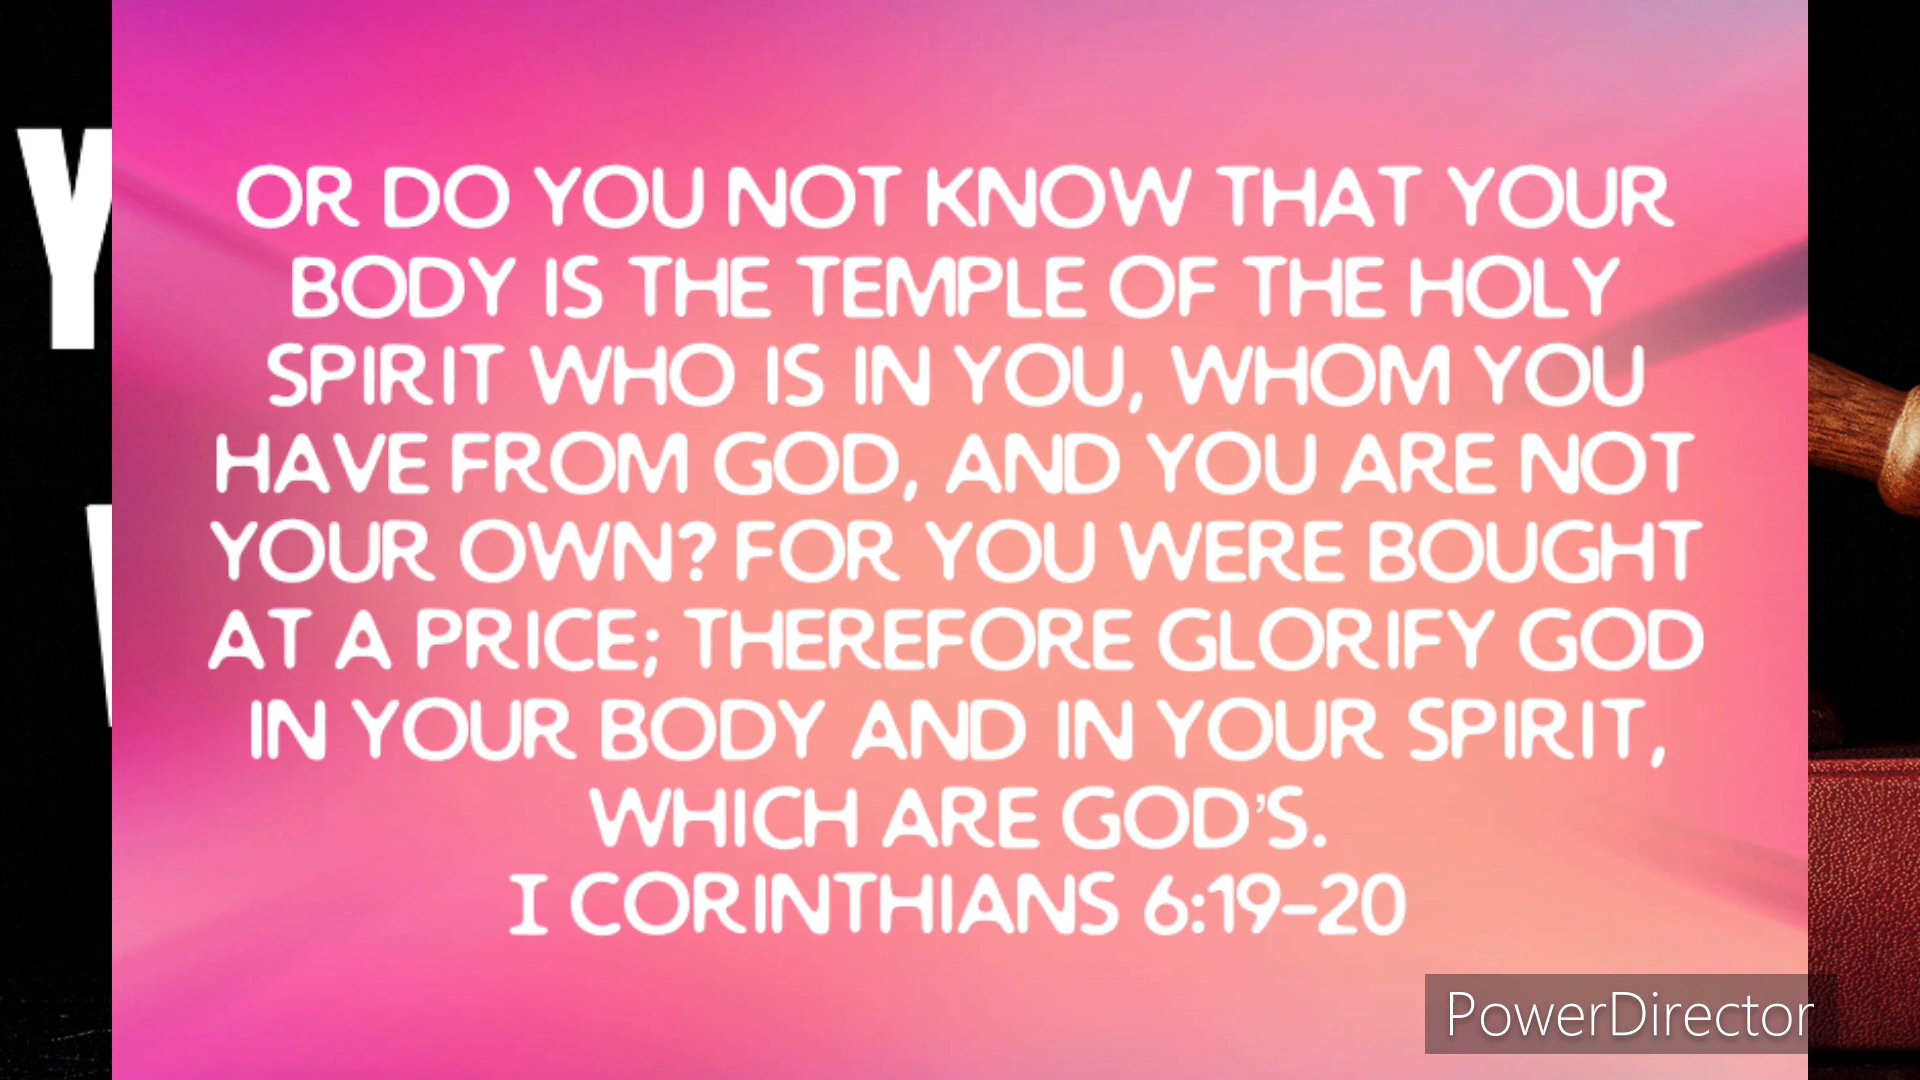 OR DO YOU NOT KNOW THAT YOUR
BODY IS THE TEMPLE OF THE HOLY
SPIRIT WHO IS IN YOU, WHOM YOU
HAVE FROM GOD, AND YOU ARE NOT
YOUR OWN? FOR YOU WERE BOUGHT
AT A PRICE; THEREFORE GLORIFY GOD
IN YOUR BODY AND IN YOUR SPIRIT,
WHICH ARE GOD'S.
I CORINTHIANS 6:19-20
PowerDirector